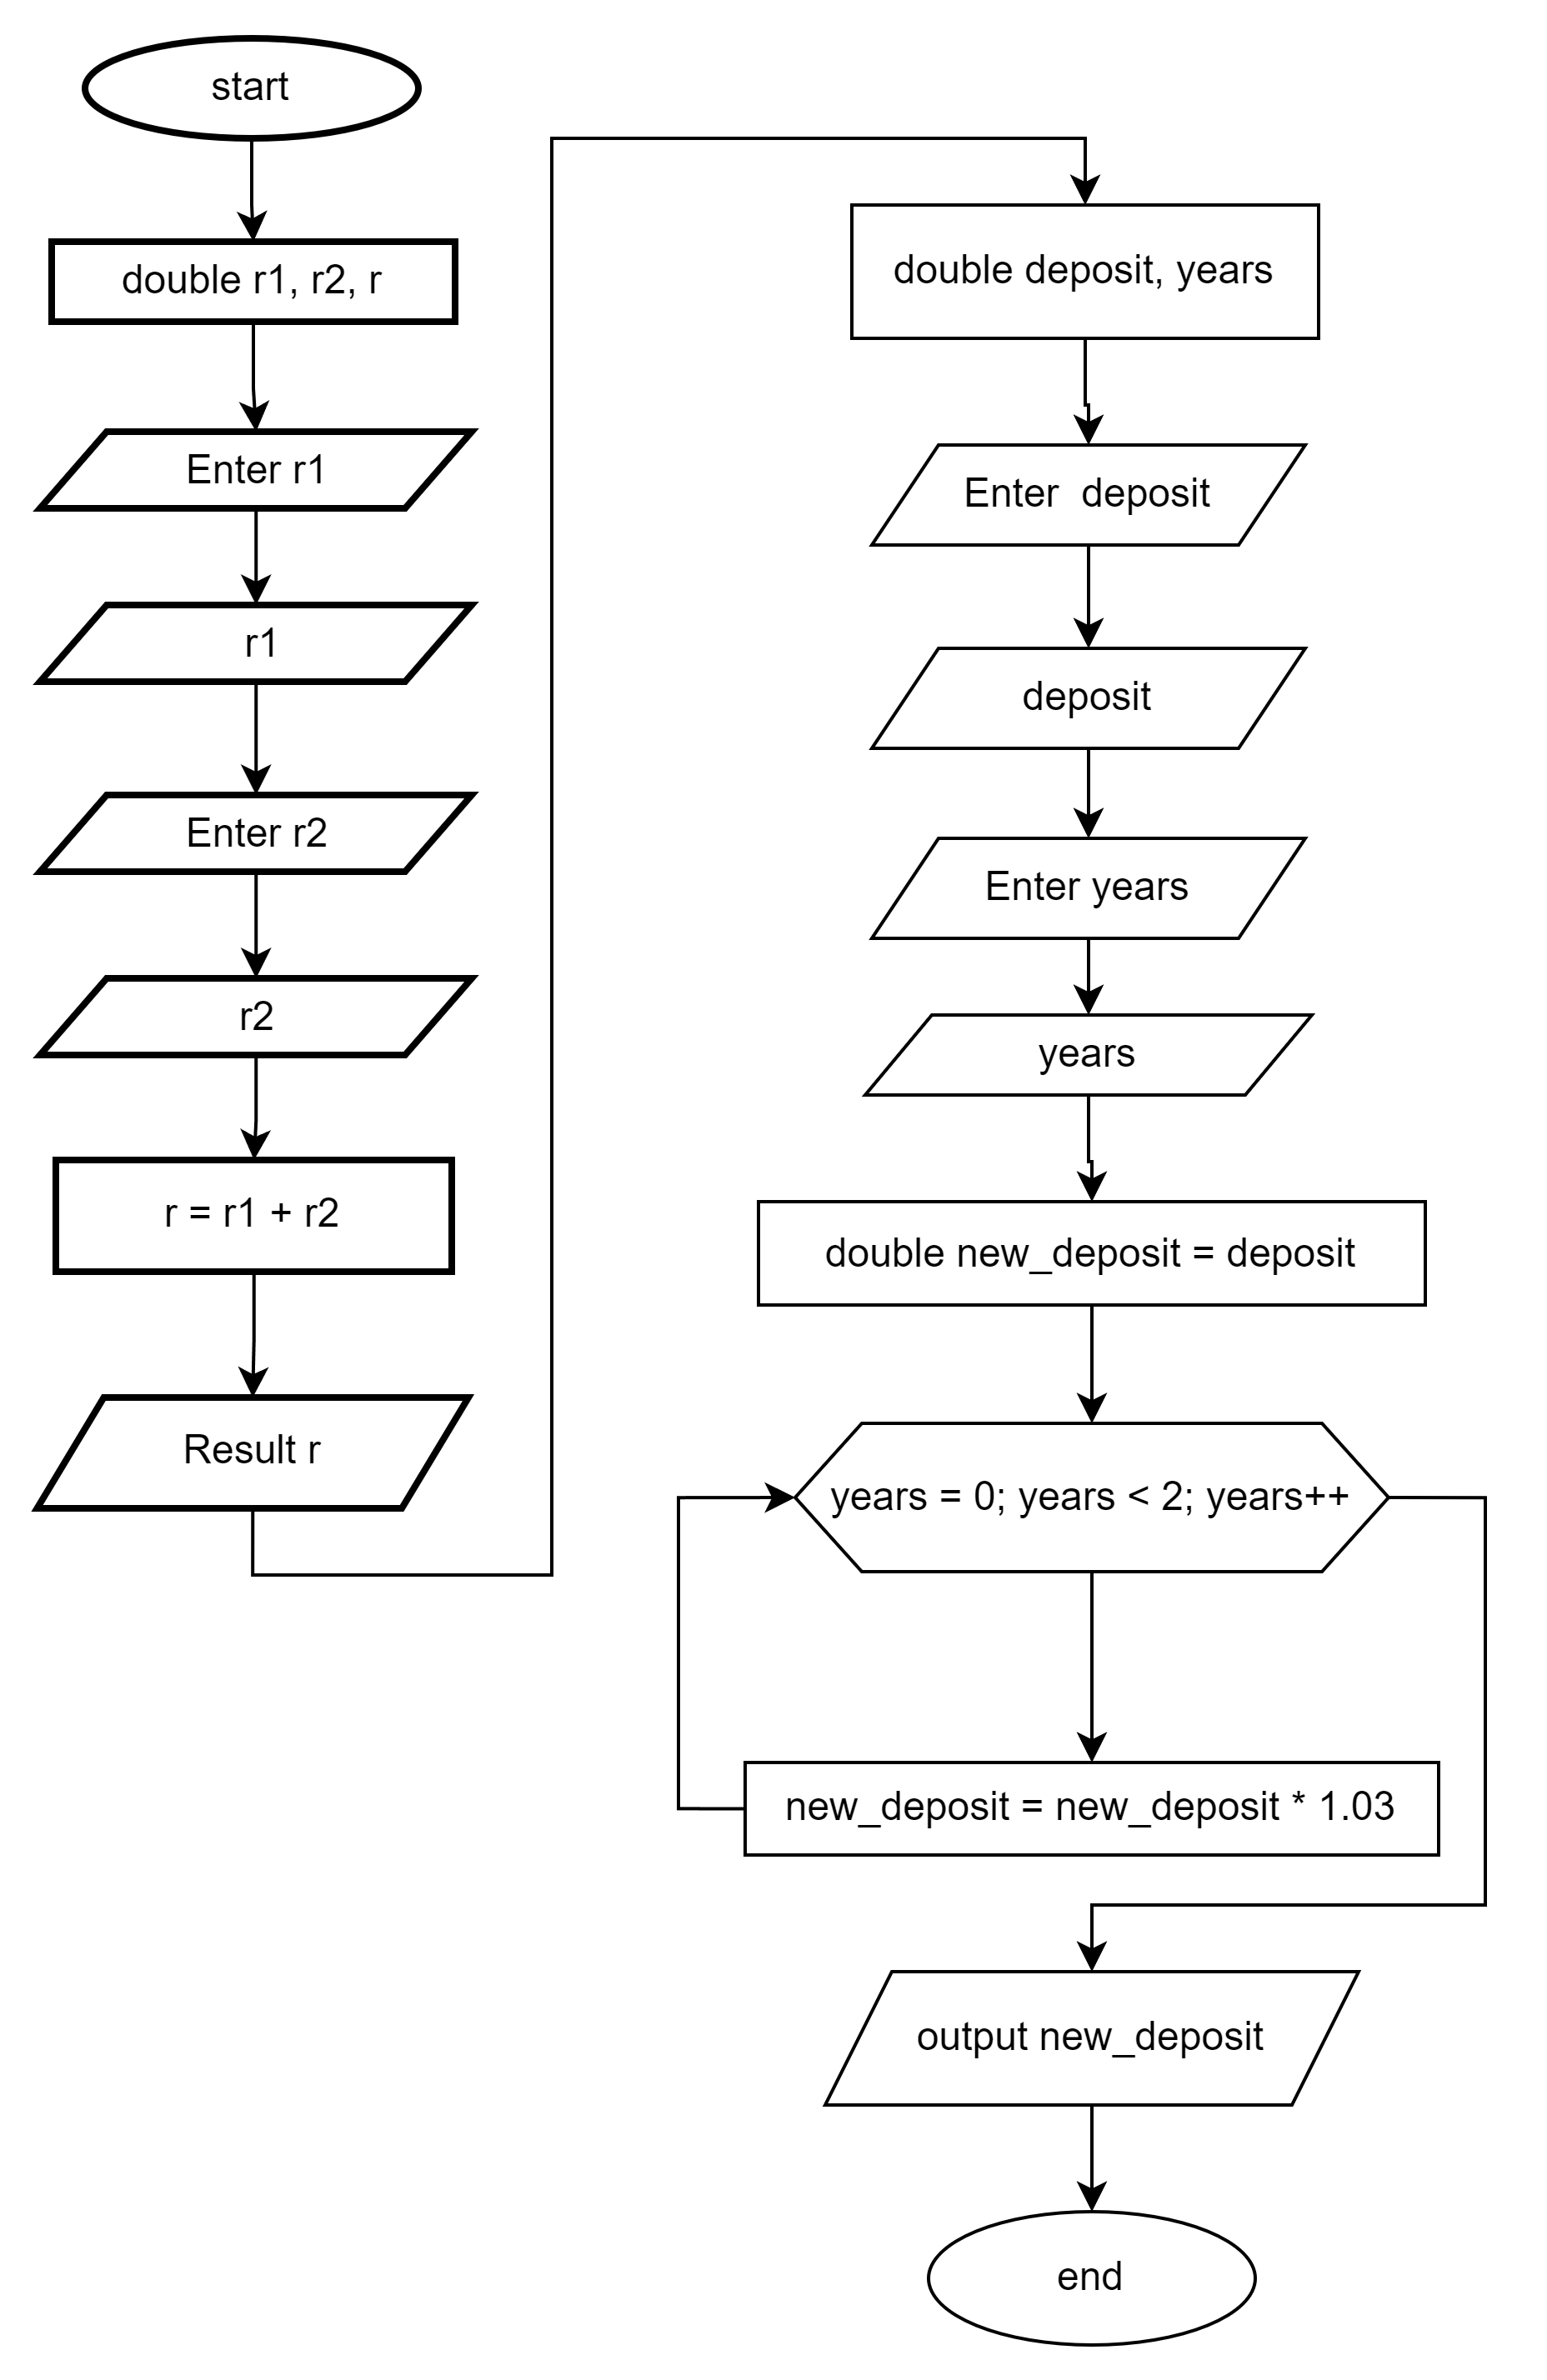 start
double r1, r2, r
Enter r1
r1
Enter r2
r2
r = r1 + r2
Result r
double deposit, years
Enter  deposit
deposit
Enter years
years
double new_deposit = deposit
years = 0; years < 2; years++
new_deposit = new_deposit * 1.03
output new_deposit
end